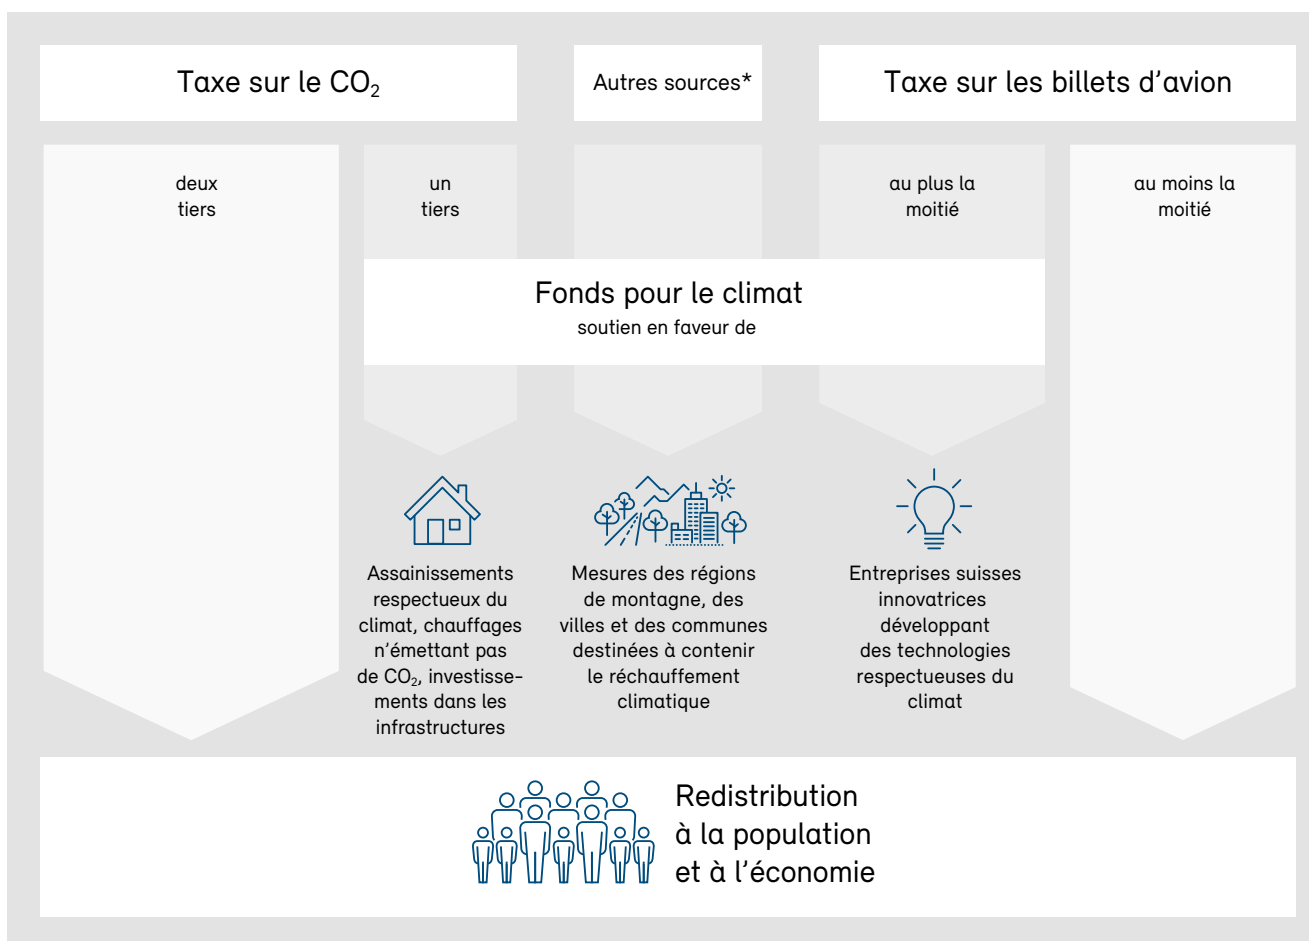 Taxe sur le CO₂
Autres sources*
Taxe sur les billets d’avion
deux
tiers
un
tiers
au plus la
moitié
au moins la
moitié
Fonds pour le climat
soutien en faveur de
Assainissements
respectueux du
climat, chauffages
n’émettant pas
de CO₂, investisse-
ments dans les
infrastructures
Mesures des régions
de montagne, des
villes et des communes
destinées à contenir
le réchauffement
climatique
Entreprises suisses
innovatrices
développant
des technologies
respectueuses du
climat
Redistribution
à la population
et à l’économie